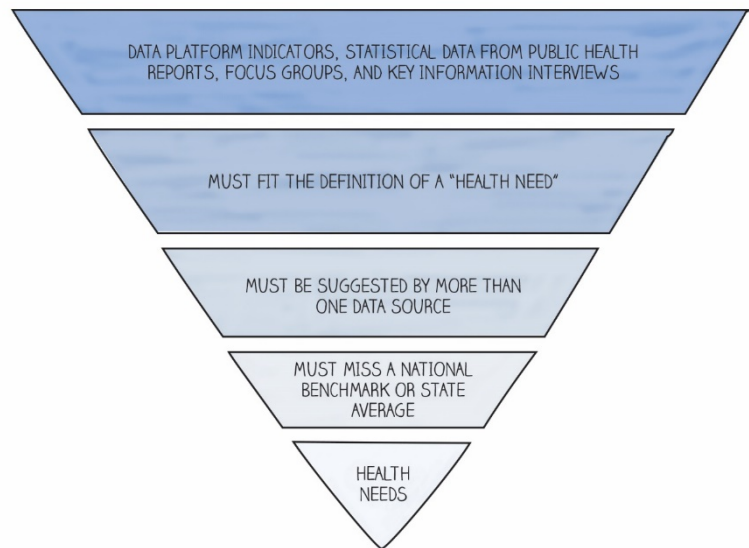 DATA PLATFORM INDICATORS, STATISTICAL DATA FROM PUBLIC HEALTH
REPORTS, FOCUS GROUPS, AND KEY INFORMATION INTERVIEWS
MUST FIT THE DEFINITION OF A "HEALTH NEED"
MUST BE SUGGESTED BY MORE THAN
ONE DATA SOURCE
MUST MISS A NATIONAL
BENCHMARK OR STATE
AVERAGE
HEALTH
NEEDS